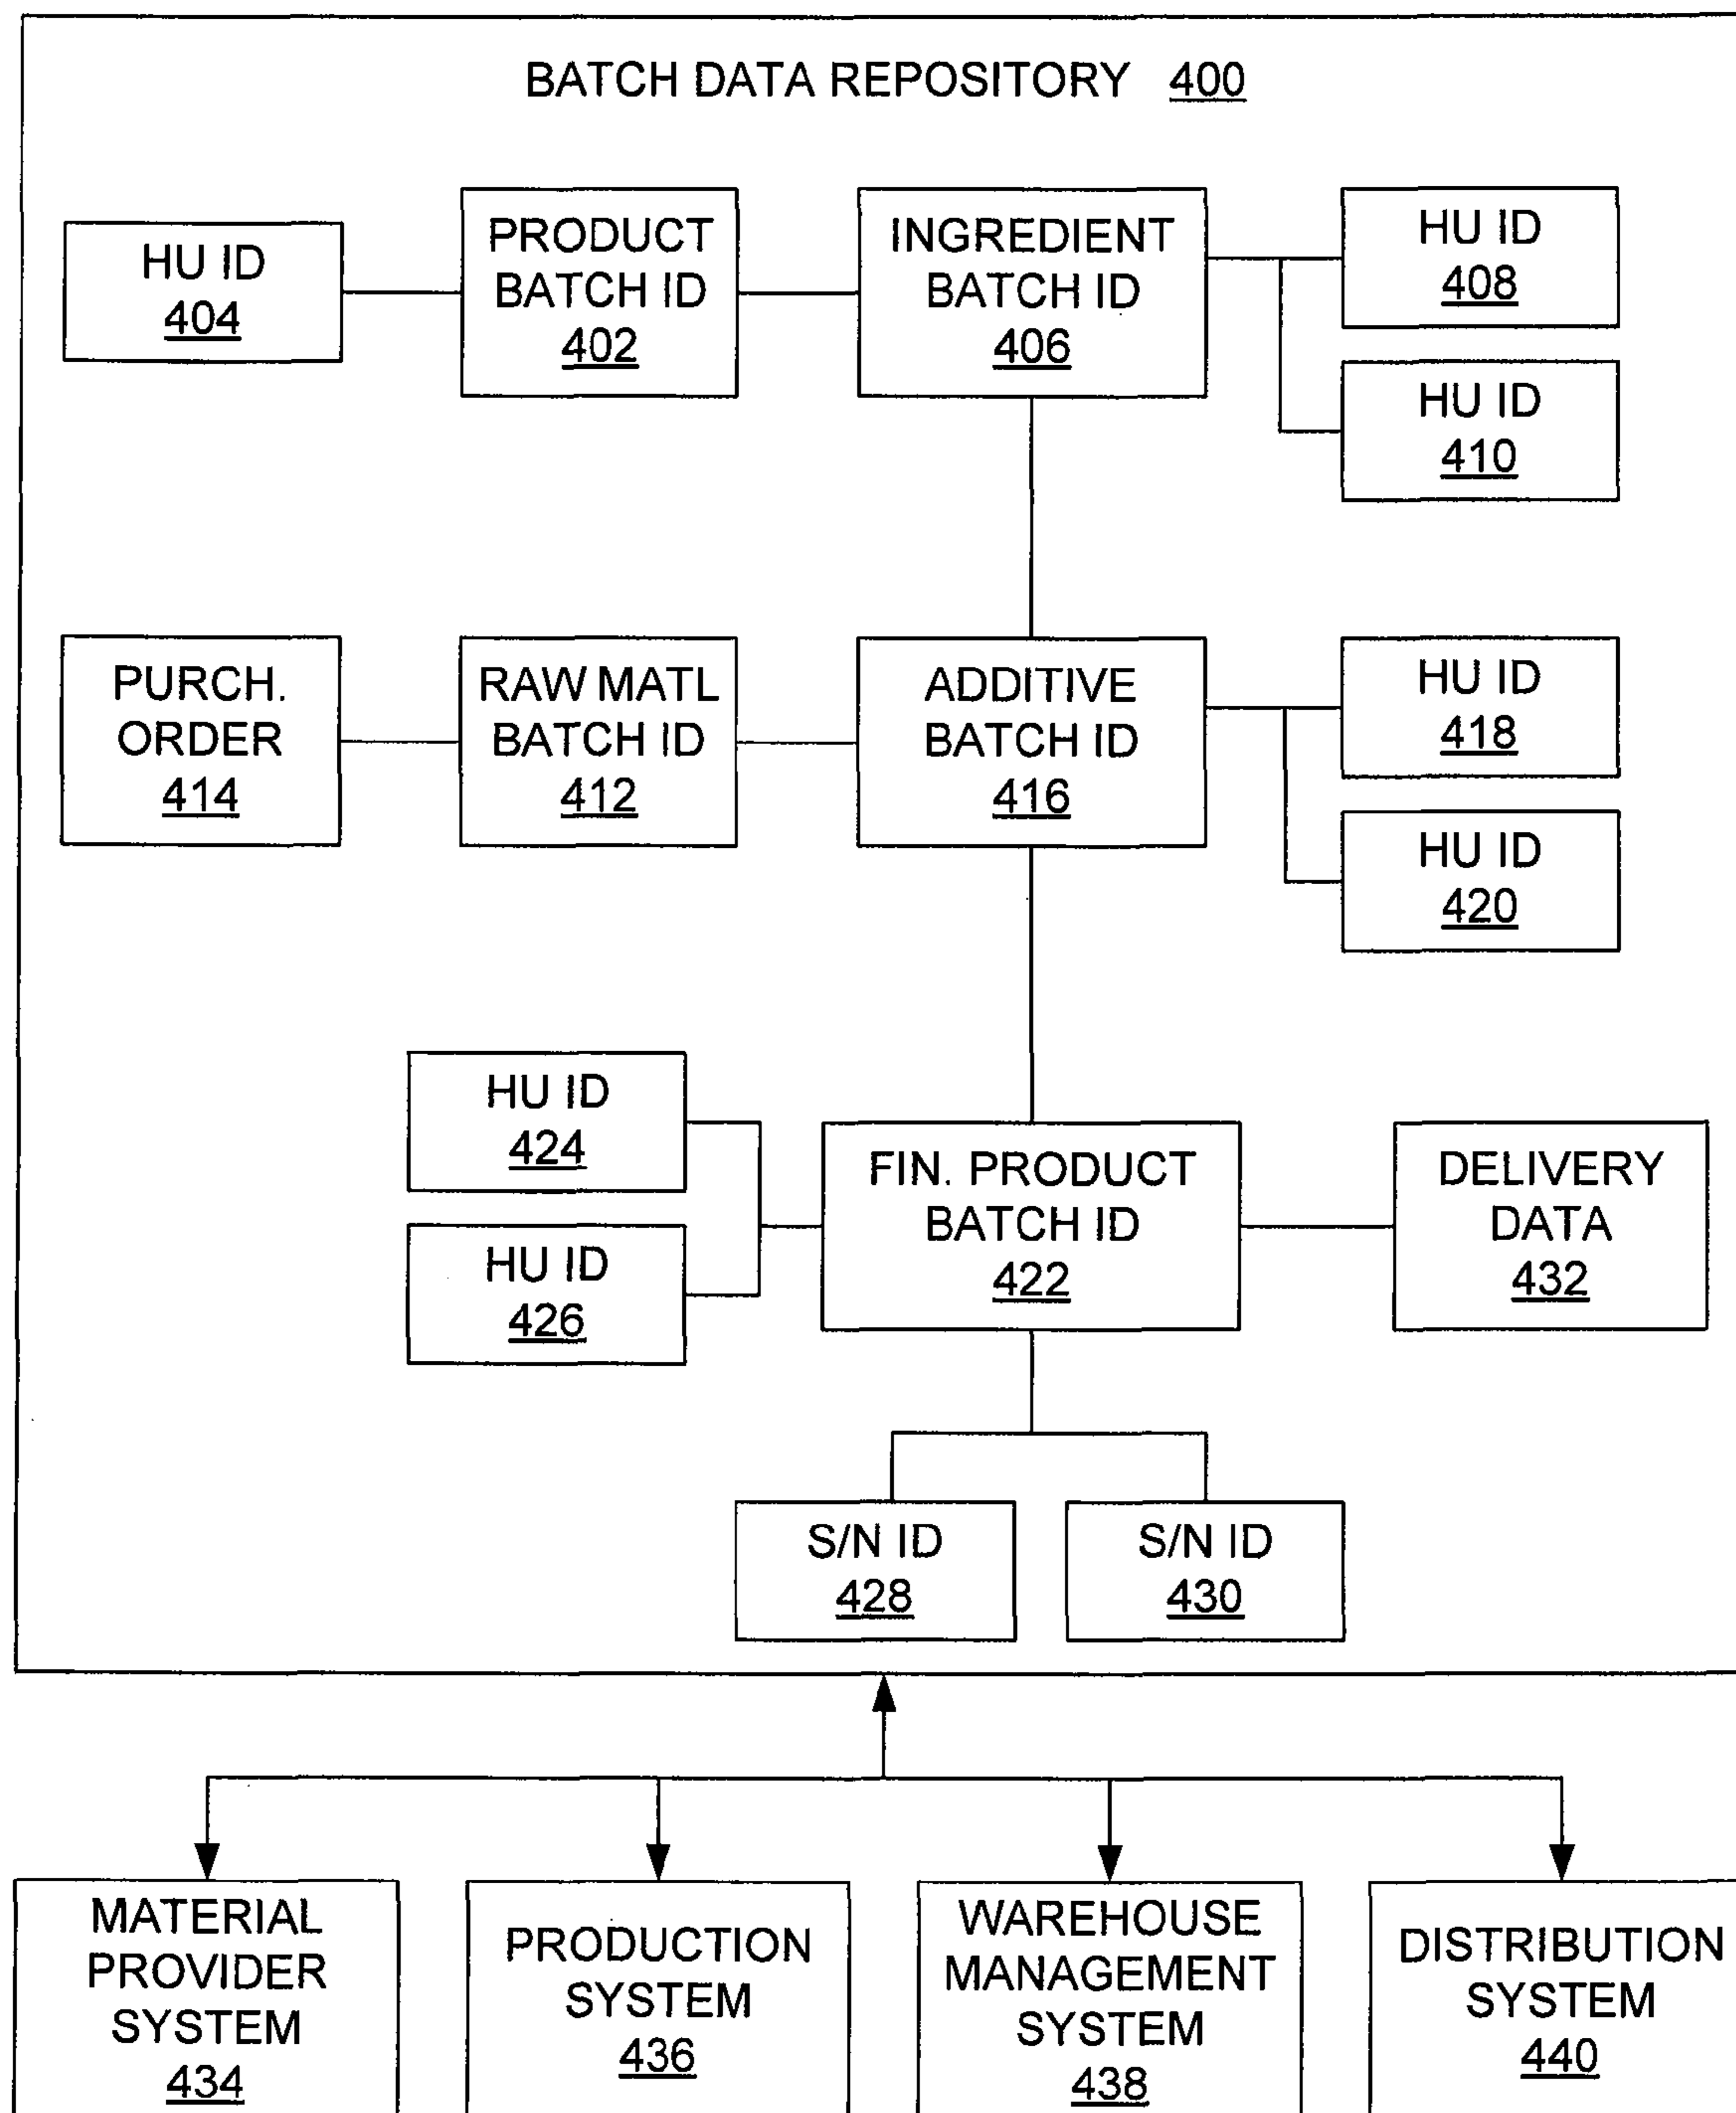 BATCH DATA REPOSITORY 400
HU ID
404
PRODUCT
BATCH ID
402
INGREDIENT
BATCH ID
406
HU ID
408
HU ID
410
PURCH.
ORDER
414
RAW MATL
BATCH ID
412
ADDITIVE
BATCH ID
416
HU ID
418
HU ID
420
HU ID
424
HU ID
426
FIN. PRODUCT
BATCH ID
422
DELIVERY
DATA
432
S/N ID
428
S/N ID
430
MATERIAL
PROVIDER
SYSTEM
434
PRODUCTION
SYSTEM
436
WAREHOUSE
MANAGEMENT
SYSTEM
438
DISTRIBUTION
SYSTEM
440